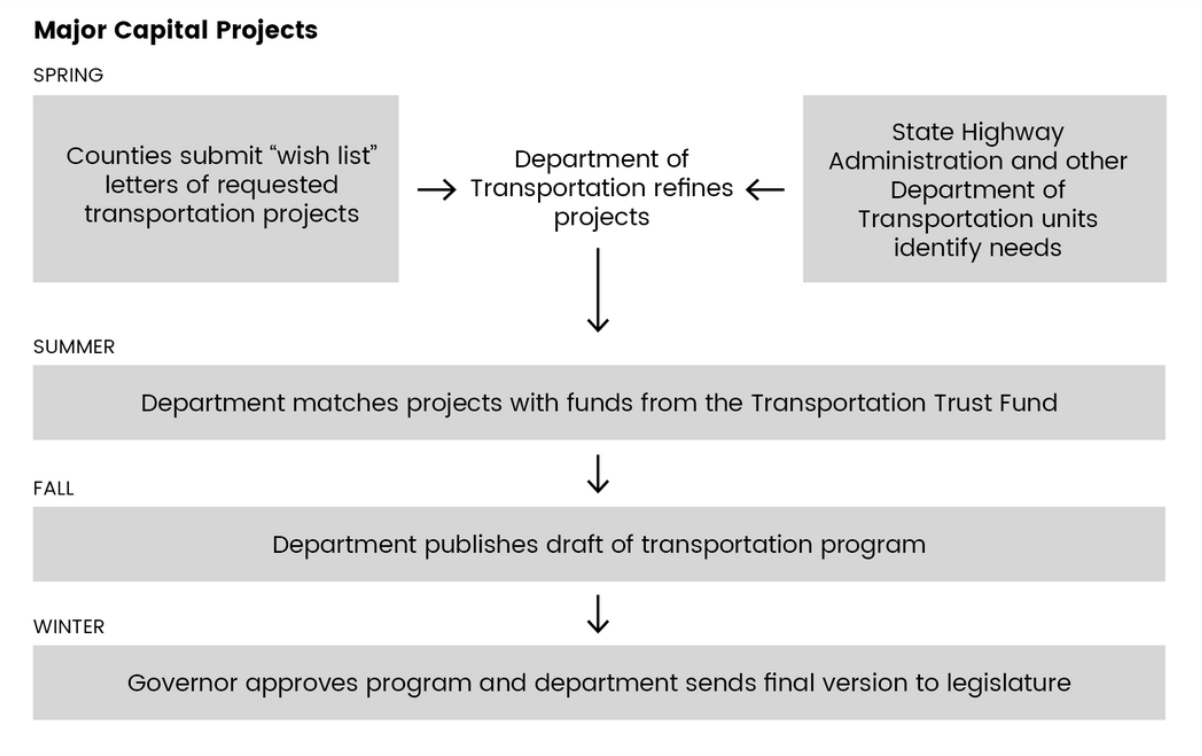 Major Capital Projects
SPRING
Counties submit “wish list”
letters of requested
transportation projects
Department of
Transportation refines
projects
State Highway
Administration and other
Department of
Transportation units
identify needs
SUMMER
Department matches projects with funds from the Transportation Trust Fund
FALL
Department publishes draft of transportation program
WINTER
Governor approves program and department sends final version to legislature